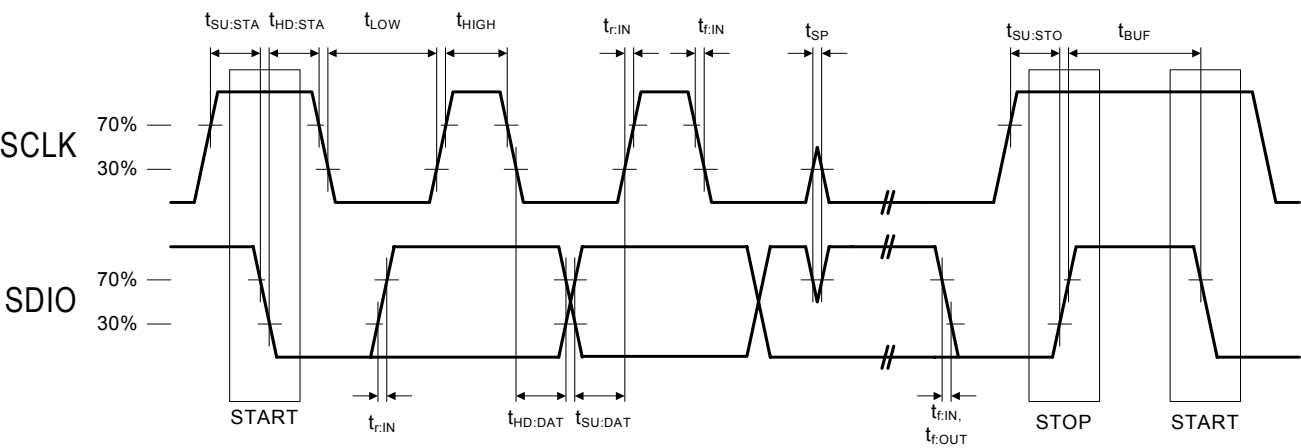 tSU:STA tHD:STA tLOW tHIGH tr:IN tf:IN tSP tSU:STO tBUF
SCLK
70%
30%
SDIO
70%
30%
START
tr:IN
tHD:DAT tSU:DAT
tf:IN,
tf:OUT
STOP
START